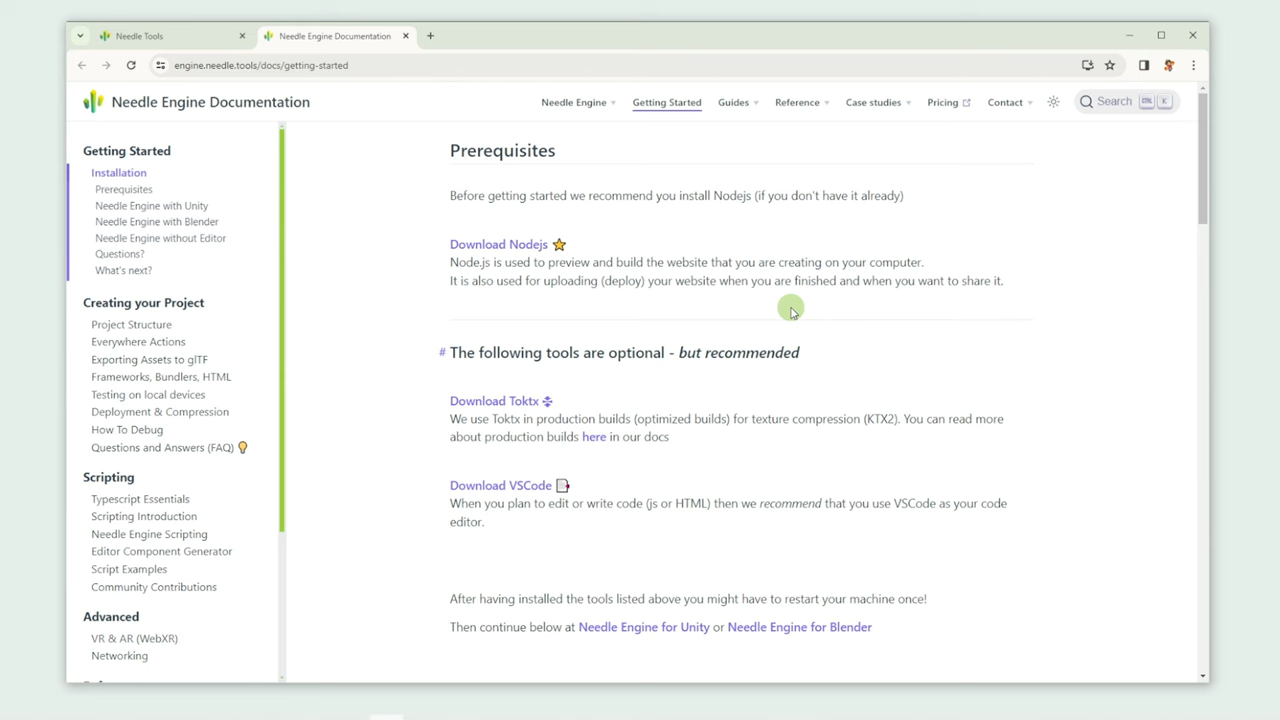 Needle Tools
Needle Engine Documentation
engine.needle.tools/docs/getting-started
Needle Engine Documentation
Needle Engine
Getting Started
Guides
Reference
Case studies
Pricing
Contact
Search
CTRL K
Getting Started
Installation
Prerequisites
Needle Engine with Unity
Needle Engine with Blender
Needle Engine without Editor
Questions?
What's next?
Creating your Project
Project Structure
Everywhere Actions
Exporting Assets to glTF
Frameworks, Bundlers, HTML
Testing on local devices
Deployment & Compression
How To Debug
Questions and Answers (FAQ)
Scripting
Typescript Essentials
Scripting Introduction
Needle Engine Scripting
Editor Component Generator
Script Examples
Community Contributions
Advanced
VR & AR (WebXR)
Networking
Prerequisites
Before getting started we recommend you install Nodejs (if you don't have it already)
Download Nodejs
Node.js is used to preview and build the website that you are creating on your computer.
It is also used for uploading (deploy) your website when you are finished and when you want to share it.
# The following tools are optional - but recommended
Download Toktx
We use Toktx in production builds (optimized builds) for texture compression (KTX2). You can read more
about production builds here in our docs
Download VSCode
When you plan to edit or write code (js or HTML) then we recommend that you use VSCode as your code
editor.
After having installed the tools listed above you might have to restart your machine once!
Then continue below at Needle Engine for Unity or Needle Engine for Blender